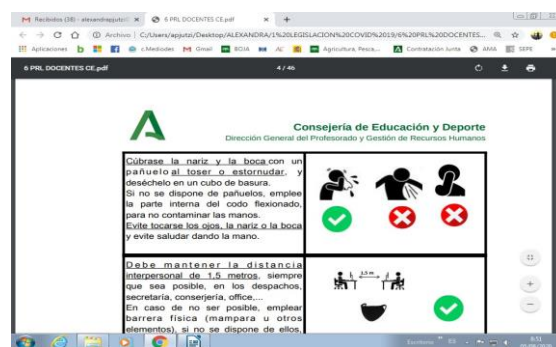 Recibidos (38) - alexandrapjutzi
6 PRL DOCENTES CE.pdf
Archivo | C:/Users/apjutzi/Desktop/ALEXANDRA/1%20LEGISLACION%20COVID%2019/6%20PRL%20DOCENTES...
Aplicaciones
c.Mediodes
Gmail
BOJA
Agricultura, Pesca...
Contratación Junta
AMA
SEPE
6 PRL DOCENTES CE.pdf
4 / 46
Consejería de Educación y Deporte
Dirección General del Profesorado y Gestión de Recursos Humanos
Cúbrase la nariz y la boca con un
pañuelo al toser o estornudar, y
deséchelo en un cubo de basura.
Si no se dispone de pañuelos, emplee
la parte interna del codo flexionado,
para no contaminar las manos.
Evite tocarse los ojos, la nariz o la boca
y evite saludar dando la mano.
Debe mantener la distancia
interpersonal de 1,5 metros, siempre
que sea posible, en los despachos,
secretaría, conserjería, office,...
En caso de no ser posible, emplear
barrera física (mampara u otros
elementos), si no se dispone de ellos,
1,5 m
Escritorio
ES
8:51